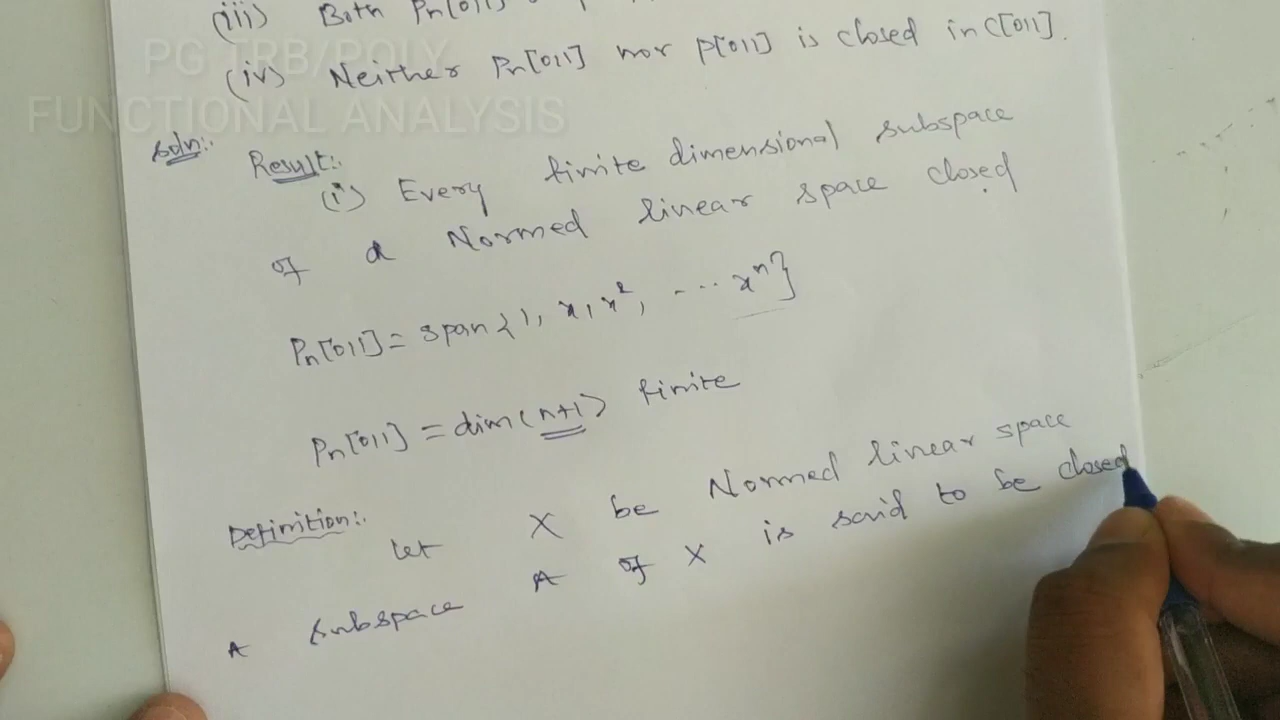 (iii) Both Pn[0,1]
(iv) Neither Pn[0,1] nor P[0,1] is closed in C[0,1].
PG TRB/POLY
FUNCTIONAL ANALYSIS
Soln:.
Result:.
(i) Every finite dimensional subspace
of a Normed linear space closed
Pn[0,1] = span {1, x, x², ... xⁿ}
Pn[0,1] = dim(n+1) finite
Definition:.
let X be Normed linear space
A subspace A of X is said to be closed